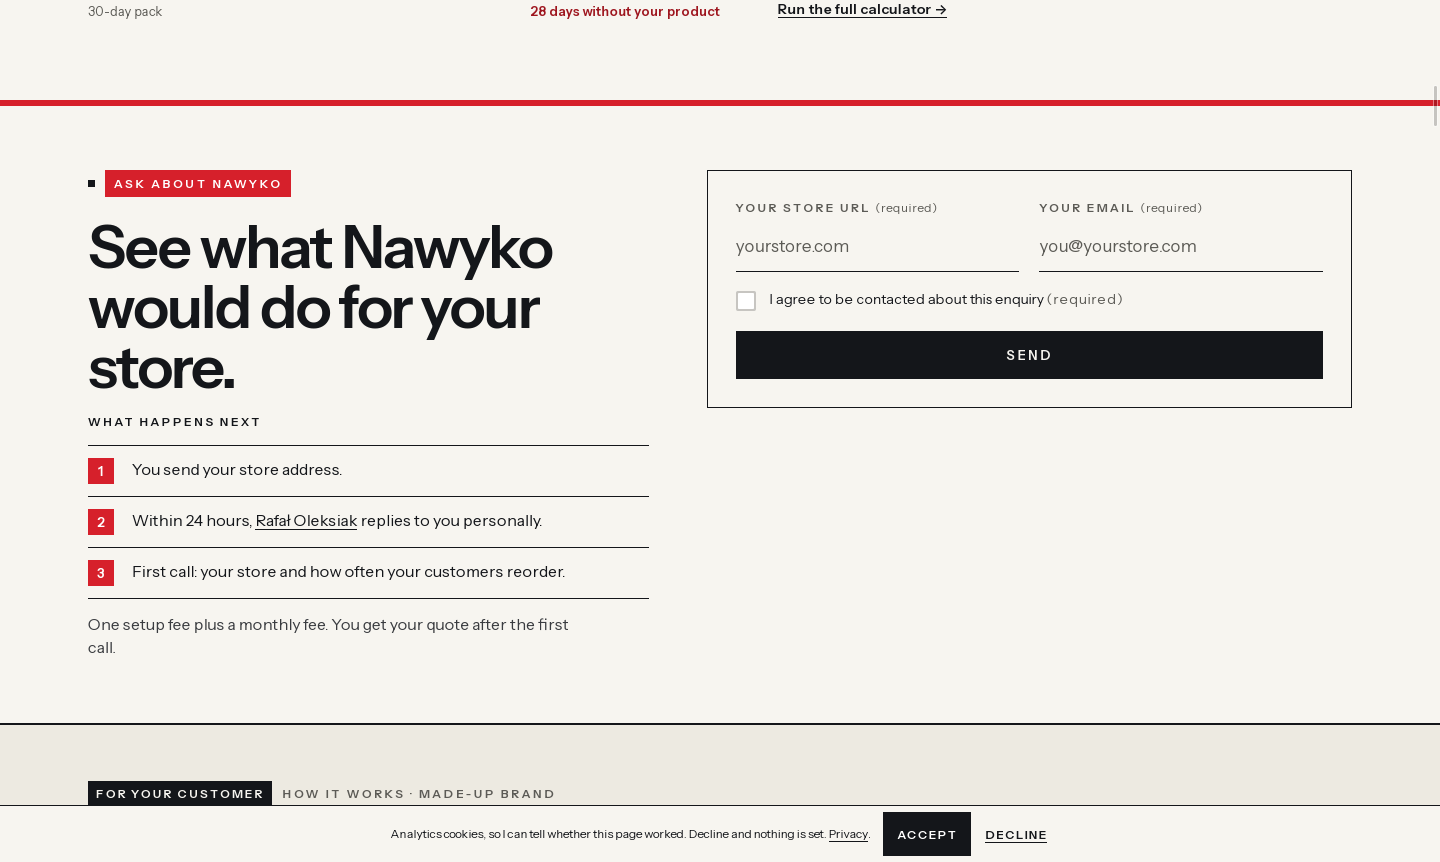 30-day pack
28 days without your product
Run the full calculator →
ASK ABOUT NAWYKO
See what Nawyko
would do for your
store.
WHAT HAPPENS NEXT
1 You send your store address.
2 Within 24 hours, Rafał Oleksiak replies to you personally.
3 First call: your store and how often your customers reorder.
One setup fee plus a monthly fee. You get your quote after the first
call.
YOUR STORE URL (required)
yourstore.com
YOUR EMAIL (required)
you@yourstore.com
I agree to be contacted about this enquiry (required)
SEND
FOR YOUR CUSTOMER HOW IT WORKS · MADE-UP BRAND
Analytics cookies, so I can tell whether this page worked. Decline and nothing is set. Privacy.
ACCEPT
DECLINE